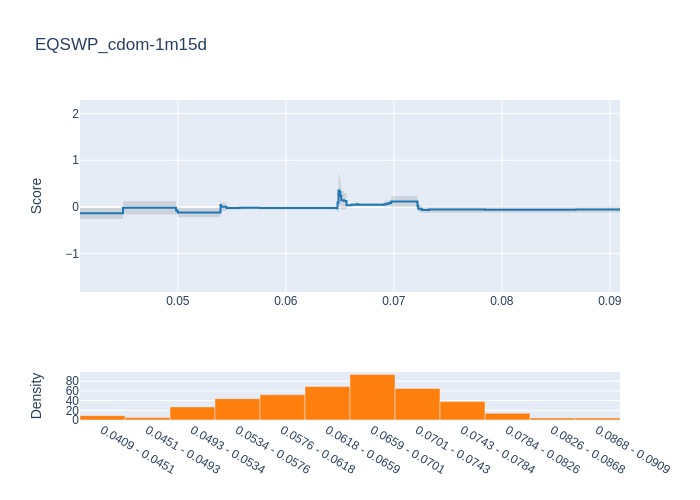 EQSWP_cdom-1m15d
Score
2
1
0
−1
0.05
0.06
0.07
0.08
0.09
Density
80
60
40
20
0
0.0409 - 0.0451
0.0451 - 0.0493
0.0493 - 0.0534
0.0534 - 0.0576
0.0576 - 0.0618
0.0618 - 0.0659
0.0659 - 0.0701
0.0701 - 0.0743
0.0743 - 0.0784
0.0784 - 0.0826
0.0826 - 0.0868
0.0868 - 0.0909